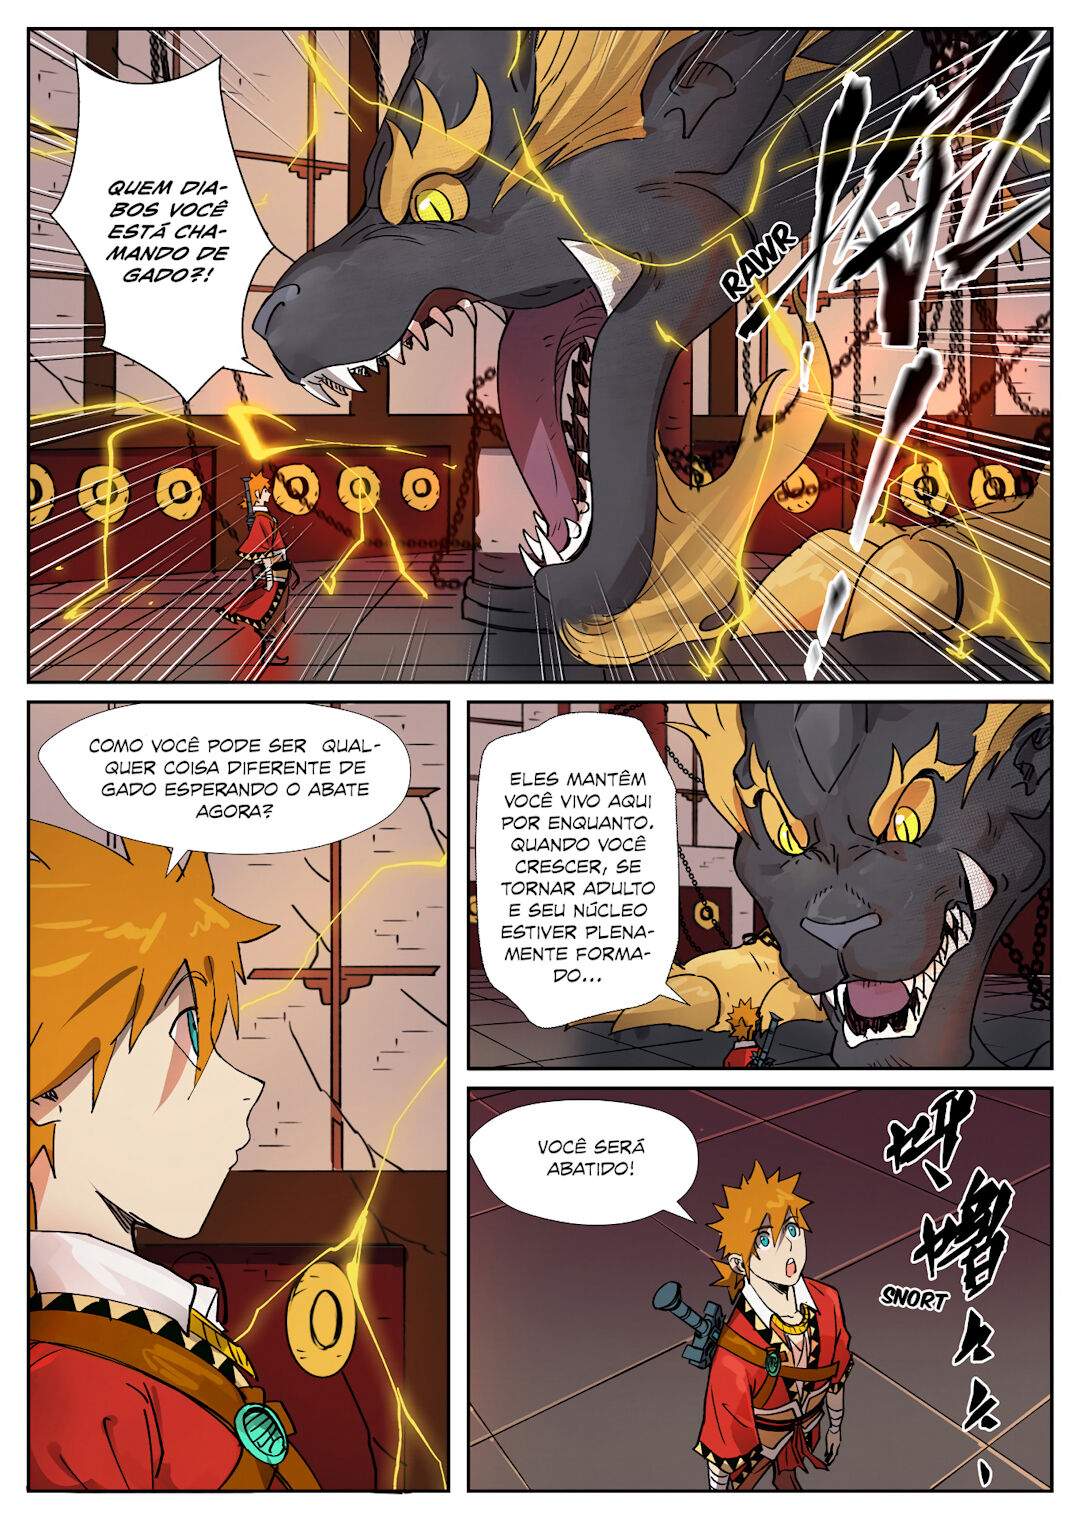 QUEM DIA-
BOS VOCÊ
ESTÁ CHA-
MANDO DE
GADO?!
RAWR
COMO VOCÊ PODE SER QUAL-
QUER COISA DIFERENTE DE
GADO ESPERANDO O ABATE
AGORA?
ELES MANTÊM
VOCÊ VIVO AQUI
POR ENQUANTO.
QUANDO VOCÊ
CRESCER, SE
TORNAR ADULTO
E SEU NÚCLEO
ESTIVER PLENA-
MENTE FORMA-
DO...
VOCÊ SERÁ
ABATIDO!
SNORT